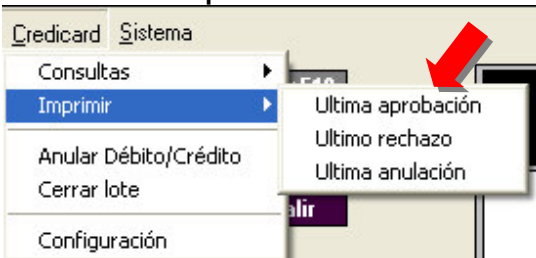 Credicard Sistema
Consultas
Imprimir
Anular Débito/Crédito
Cerrar lote
Configuración
Ultima aprobación
Ultimo rechazo
Ultima anulación